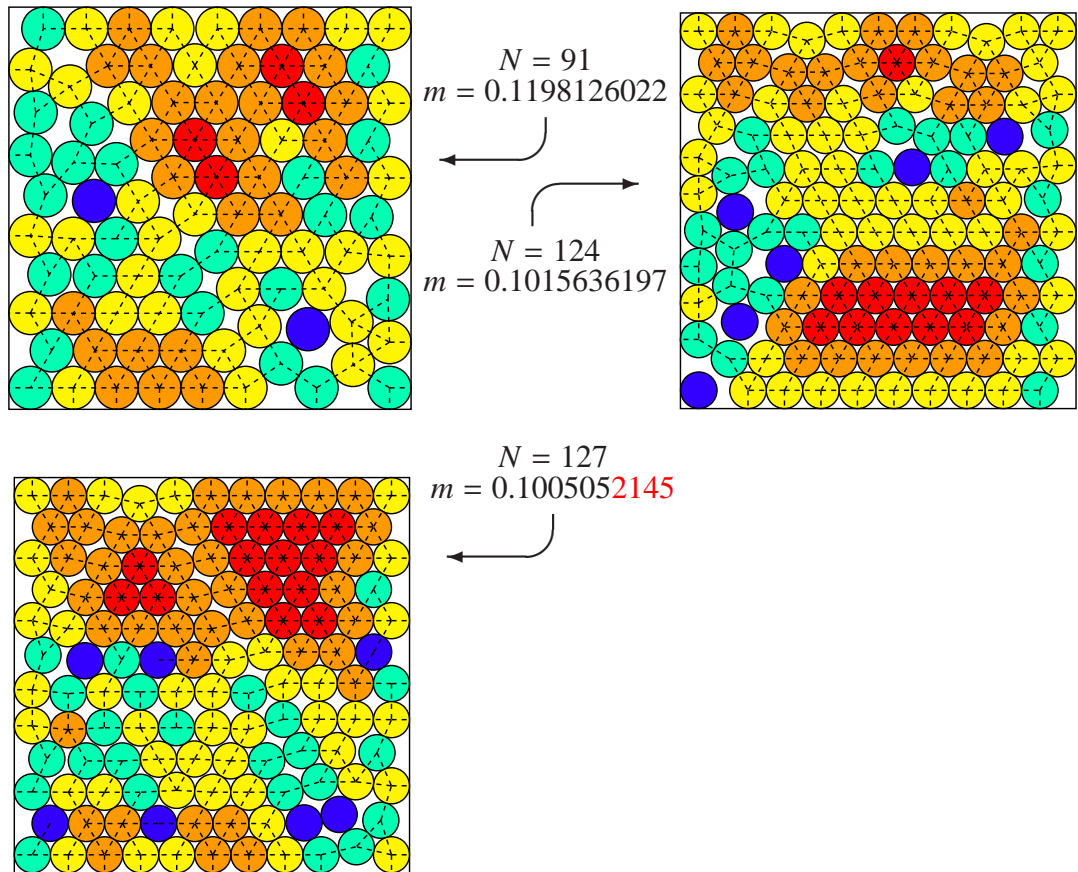 N = 91
m = 0.1198126022
N = 124
m = 0.1015636197
N = 127
m = 0.1005052145